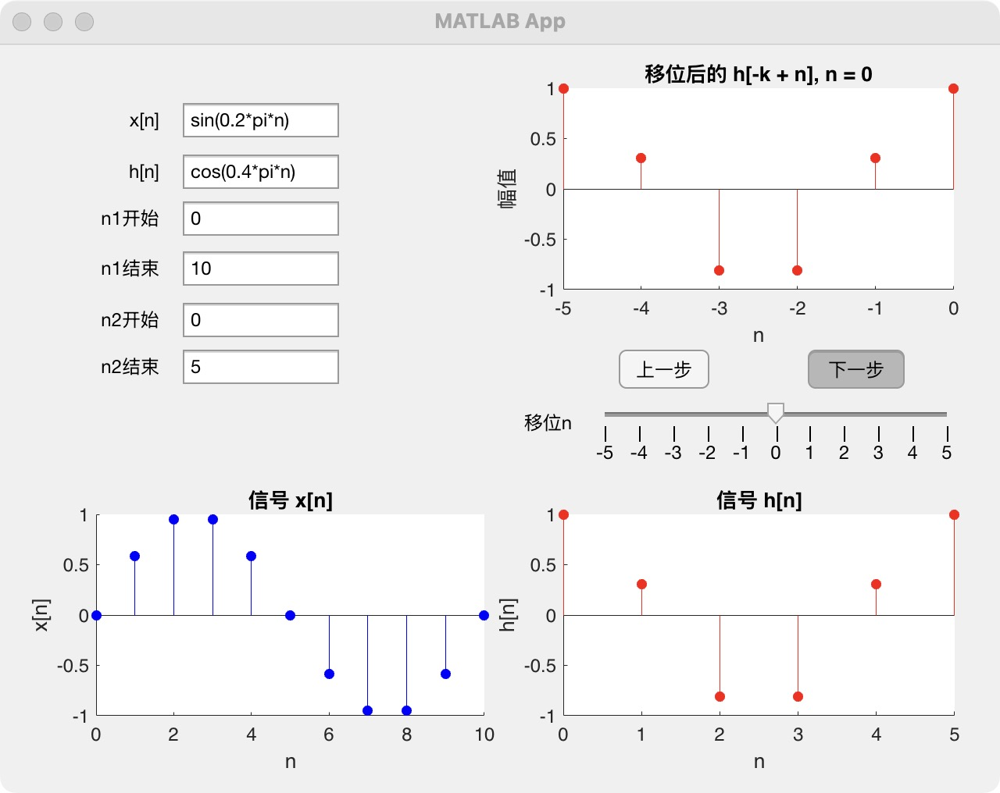 MATLAB App
x[n]
sin(0.2*pi*n)
h[n]
cos(0.4*pi*n)
n1开始
0
n1结束
10
n2开始
0
n2结束
5
移位后的 h[-k + n], n = 0
1
0.5
0
-0.5
-1
幅值
-5 -4 -3 -2 -1 0
n
上一步
下一步
移位n
-5 -4 -3 -2 -1 0 1 2 3 4 5
信号 x[n]
1
0.5
0
-0.5
-1
x[n]
0 2 4 6 8 10
n
信号 h[n]
1
0.5
0
-0.5
-1
h[n]
0 1 2 3 4 5
n